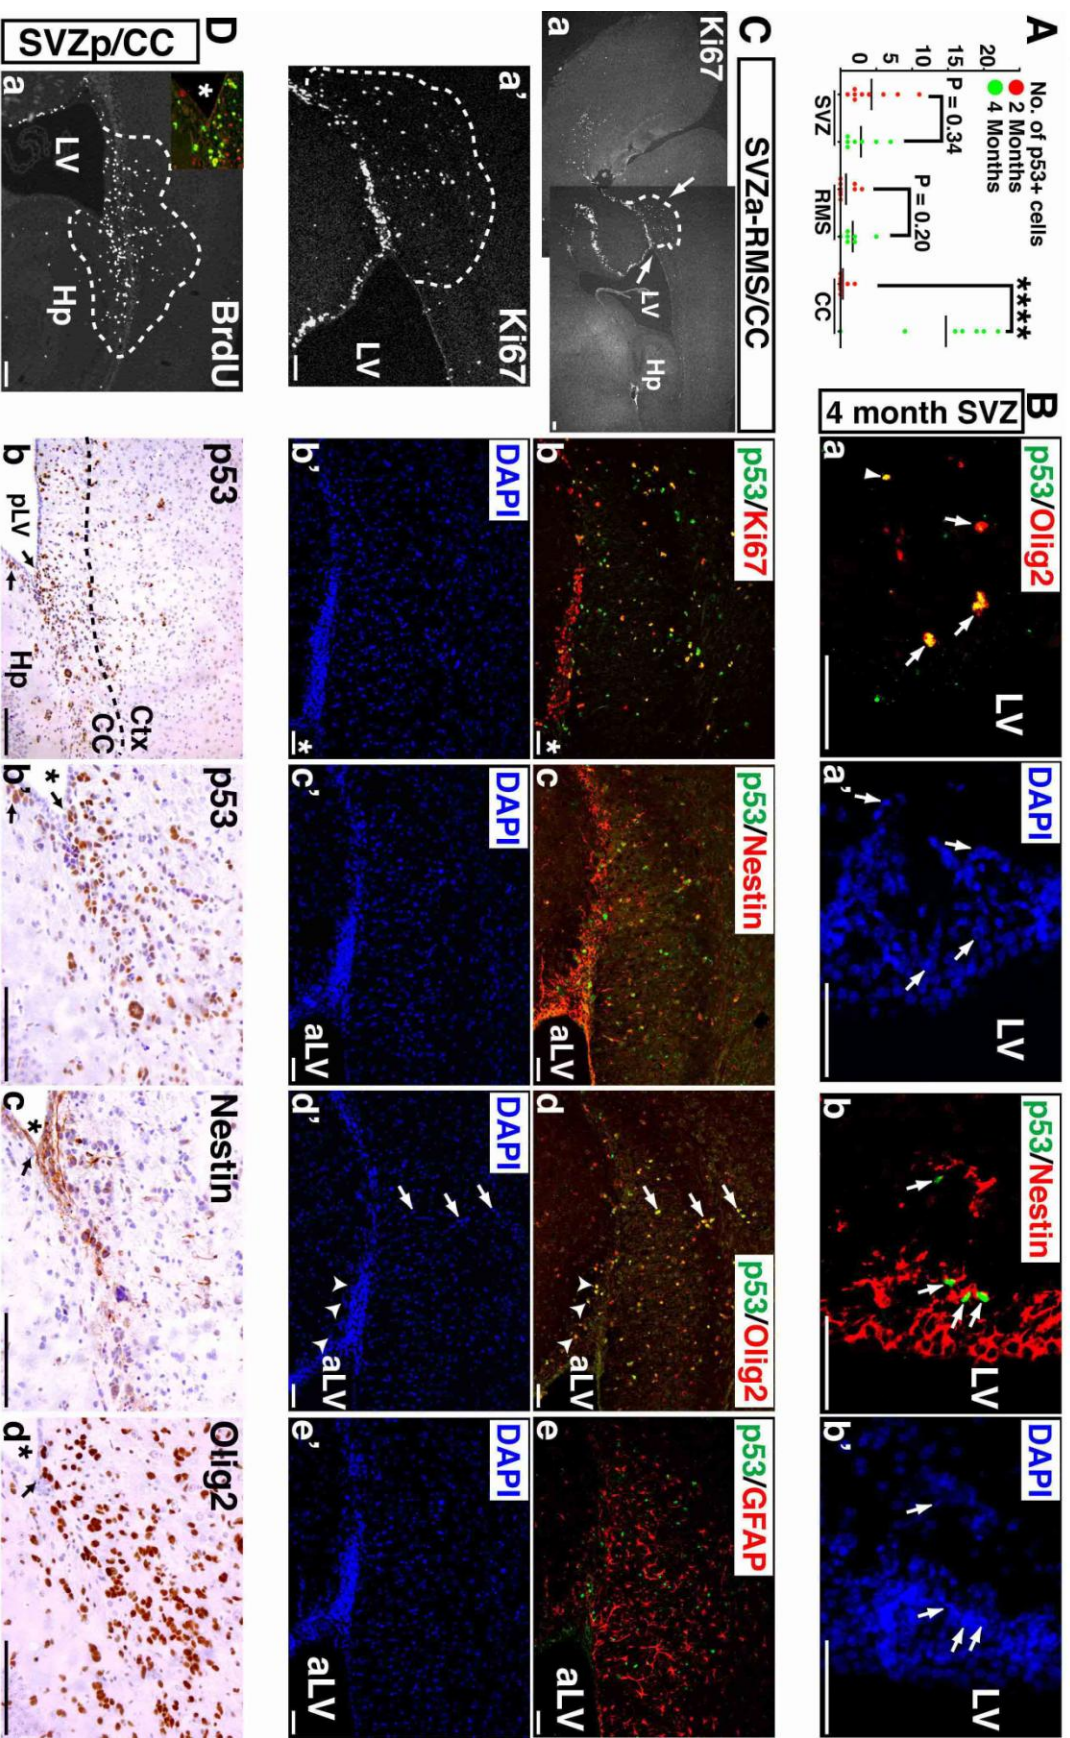 A
No. of p53+ cells
2 Months
4 Months
20
15
10
5
0
P = 0.34
P = 0.20
****
SVZ
RMS
CC
B
4 month SVZ
p53/Olig2
a
LV
DAPI
a'
LV
p53/Nestin
b
LV
DAPI
b'
LV
C
SVZa-RMS/CC
Ki67
a
LV
Hp
p53/Ki67
b
*
p53/Nestin
c
aLV
p53/Olig2
d
aLV
p53/GFAP
e
aLV
Ki67
a'
LV
DAPI
b'
*
DAPI
c'
aLV
DAPI
d'
aLV
DAPI
e'
aLV
D
SVZp/CC
BrdU
*
a
LV
Hp
p53
b
pLV
Hp
Ctx
CC
p53
b'
*
Nestin
c
*
Olig2
d
*